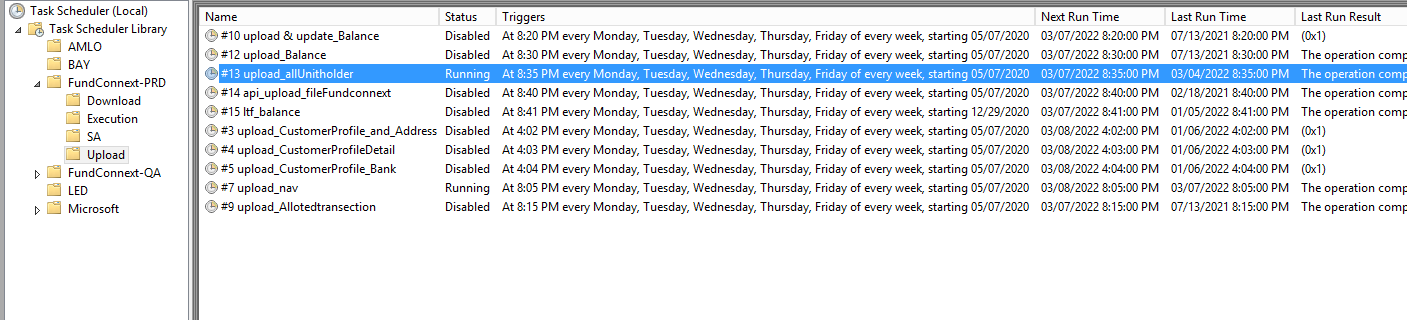 Task Scheduler (Local)
Task Scheduler Library
AMLO
BAY
FundConnext-PRD
Download
Execution
SA
Upload
FundConnext-QA
LED
Microsoft
Name Status Triggers Next Run Time Last Run Time Last Run Result
#10 upload & update_Balance Disabled At 8:20 PM every Monday, Tuesday, Wednesday, Thursday, Friday of every week, starting 05/07/2020 03/07/2022 8:20:00 PM 07/13/2021 8:20:00 PM (0x1)
#12 upload_Balance Disabled At 8:30 PM every Monday, Tuesday, Wednesday, Thursday, Friday of every week, starting 05/07/2020 03/07/2022 8:30:00 PM 07/13/2021 8:30:00 PM The operation comp
#13 upload_allUnitholder Running At 8:35 PM every Monday, Tuesday, Wednesday, Thursday, Friday of every week, starting 05/07/2020 03/07/2022 8:35:00 PM 03/04/2022 8:35:00 PM The operation comp
#14 api_upload_fileFundconnext Disabled At 8:40 PM every Monday, Tuesday, Wednesday, Thursday, Friday of every week, starting 05/07/2020 03/07/2022 8:40:00 PM 02/18/2021 8:40:00 PM The operation comp
#15 ltf_balance Disabled At 8:41 PM every Monday, Tuesday, Wednesday, Thursday, Friday of every week, starting 12/29/2020 03/07/2022 8:41:00 PM 01/05/2022 8:41:00 PM The operation comp
#3 upload_CustomerProfile_and_Address Disabled At 4:02 PM every Monday, Tuesday, Wednesday, Thursday, Friday of every week, starting 05/07/2020 03/08/2022 4:02:00 PM 01/06/2022 4:02:00 PM (0x1)
#4 upload_CustomerProfileDetail Disabled At 4:03 PM every Monday, Tuesday, Wednesday, Thursday, Friday of every week, starting 05/07/2020 03/08/2022 4:03:00 PM 01/06/2022 4:03:00 PM (0x1)
#5 upload_CustomerProfile_Bank Disabled At 4:04 PM every Monday, Tuesday, Wednesday, Thursday, Friday of every week, starting 05/07/2020 03/08/2022 4:04:00 PM 01/06/2022 4:04:00 PM (0x1)
#7 upload_nav Running At 8:05 PM every Monday, Tuesday, Wednesday, Thursday, Friday of every week, starting 05/07/2020 03/08/2022 8:05:00 PM 03/07/2022 8:05:00 PM The operation comp
#9 upload_Allotedtransection Disabled At 8:15 PM every Monday, Tuesday, Wednesday, Thursday, Friday of every week, starting 05/07/2020 03/07/2022 8:15:00 PM 07/13/2021 8:15:00 PM The operation comp